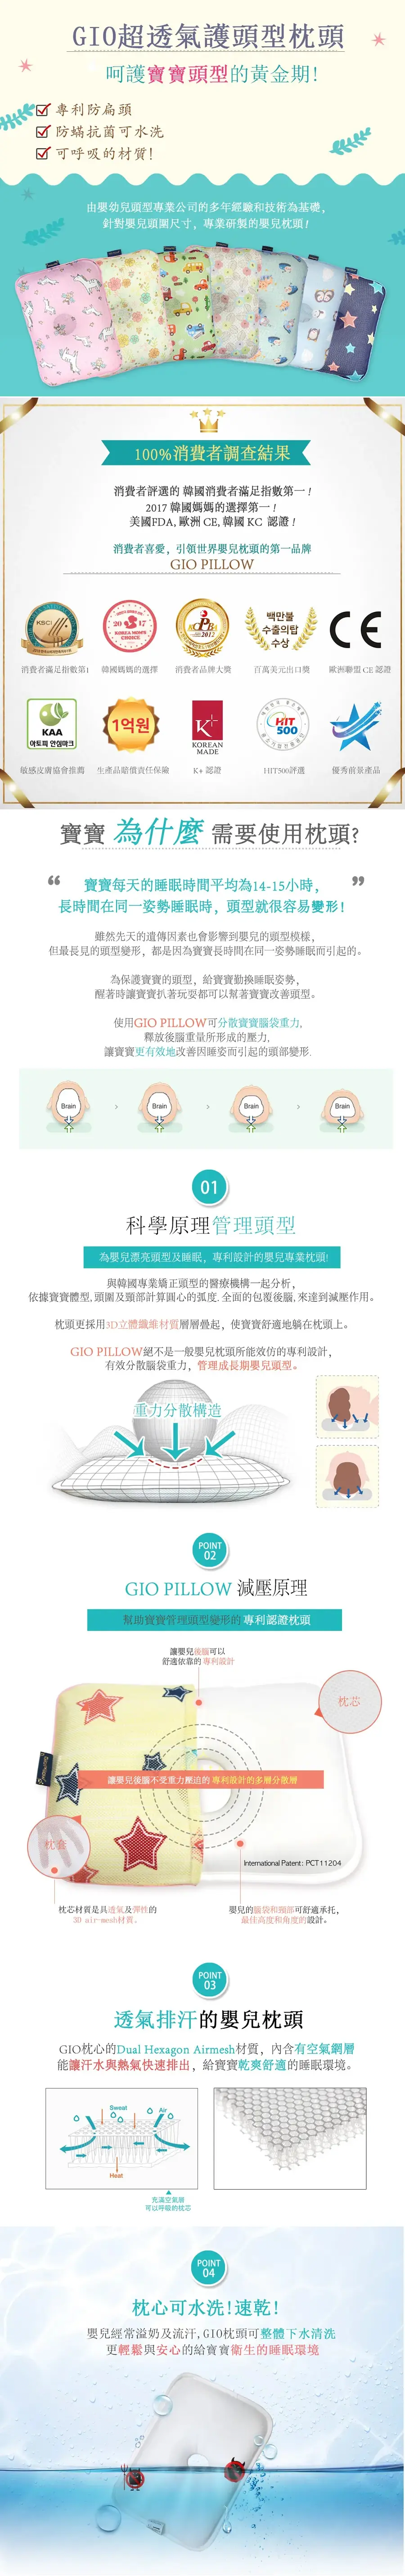 GIO超透氣護頭型枕頭
呵護寶寶頭型的黃金期!
專利防扁頭
防蟎抗菌可水洗
可呼吸的材質!
由嬰幼兒頭型專業公司的多年經驗和技術為基礎,
針對嬰兒頭圍尺寸, 專業研製的嬰兒枕頭!
100%消費者調查結果
消費者評選的 韓國消費者滿足指數第一!
2017 韓國媽媽的選擇第一!
美國FDA, 歐洲 CE, 韓國 KC 認證!
消費者喜愛, 引領世界嬰兒枕頭的第一品牌
GIO PILLOW
KSCI
20 17
KOREA MOM'S
CHOICE
2012
백만불
수출의탑
수상
CE
消費者滿足指數第1
韓國媽媽的選擇
消費者品牌大獎
百萬美元出口獎
歐洲聯盟 CE 認證
KAA
아토피 안심마크
1억원
K+
KOREAN
MADE
HIT
500
敏感皮膚協會推薦
生產品賠償責任保險
K+ 認證
HIT500評選
優秀前景產品
寶寶 為什麼 需要使用枕頭?
“ 寶寶每天的睡眠時間平均為14-15小時, ”
長時間在同一姿勢睡眠時, 頭型就很容易變形!
雖然先天的遺傳因素也會影響到嬰兒的頭型模樣,
但最長見的頭型變形, 都是因為寶寶長時間在同一姿勢睡眠而引起的。
為保護寶寶的頭型, 給寶寶勤換睡眠姿勢,
醒著時讓寶寶扒著玩耍都可以幫著寶寶改善頭型。
使用GIO PILLOW可分散寶寶腦袋重力,
釋放後腦重量所形成的壓力,
讓寶寶更有效地改善因睡姿而引起的頭部變形.
Brain > Brain > Brain > Brain
01
科學原理管理頭型
為嬰兒漂亮頭型及睡眠, 專利設計的嬰兒專業枕頭!
與韓國專業矯正頭型的醫療機構一起分析,
依據寶寶體型, 頭圍及頸部計算圓心的弧度. 全面的包復後腦, 來達到減壓作用。
枕頭更採用3D立體纖維材質層層疊起, 使寶寶舒適地躺在枕頭上。
GIO PILLOW絕不是一般嬰兒枕頭所能效仿的專利設計,
有效分散腦袋重力, 管理成長期嬰兒頭型。
重力分散構造
POINT
02
GIO PILLOW 減壓原理
幫助寶寶管理頭型變形的 專利認證枕頭
讓嬰兒後腦可以
舒適依靠的 專利設計
枕芯
讓嬰兒後腦不受重力壓迫的 專利設計的多層分散層
枕套
International Patent: PCT11204
枕芯材質是具透氣及彈性的
3D air-mesh材質。
嬰兒的腦袋和頸部可舒適承托,
最佳高度和角度的設計。
POINT
03
透氣排汗的嬰兒枕頭
GIO枕心的Dual Hexagon Airmesh材質, 內含有空氣網層
能讓汗水與熱氣快速排出, 給寶寶乾爽舒適的睡眠環境。
Sweat
Air
Heat
充滿空氣層
可以呼吸的枕芯
POINT
04
枕心可水洗!速乾!
嬰兒經常溢奶及流汗, GIO枕頭可整體下水清洗
更輕鬆與安心的給寶寶衛生的睡眠環境